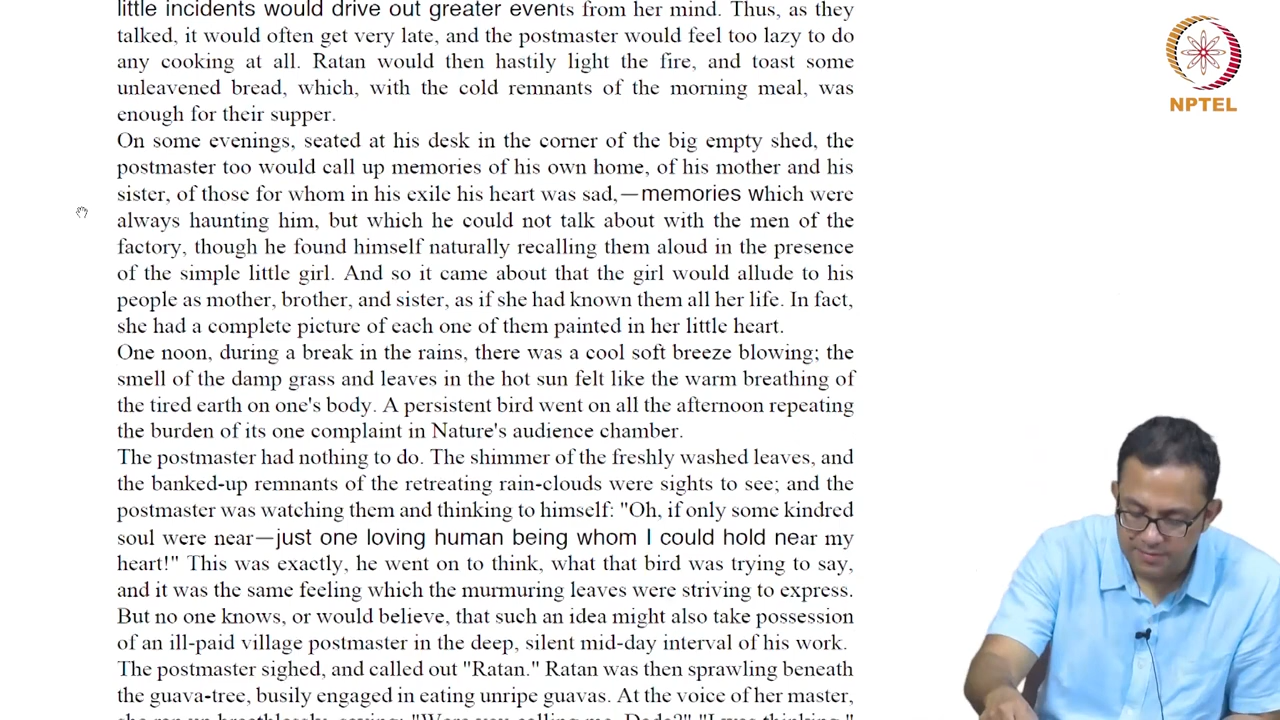 little incidents would drive out greater events from her mind. Thus, as they
talked, it would often get very late, and the postmaster would feel too lazy to do
any cooking at all. Ratan would then hastily light the fire, and toast some
unleavened bread, which, with the cold remnants of the morning meal, was
enough for their supper.
On some evenings, seated at his desk in the corner of the big empty shed, the
postmaster too would call up memories of his own home, of his mother and his
sister, of those for whom in his exile his heart was sad,—memories which were
always haunting him, but which he could not talk about with the men of the
factory, though he found himself naturally recalling them aloud in the presence
of the simple little girl. And so it came about that the girl would allude to his
people as mother, brother, and sister, as if she had known them all her life. In fact,
she had a complete picture of each one of them painted in her little heart.
One noon, during a break in the rains, there was a cool soft breeze blowing; the
smell of the damp grass and leaves in the hot sun felt like the warm breathing of
the tired earth on one's body. A persistent bird went on all the afternoon repeating
the burden of its one complaint in Nature's audience chamber.
The postmaster had nothing to do. The shimmer of the freshly washed leaves, and
the banked-up remnants of the retreating rain-clouds were sights to see; and the
postmaster was watching them and thinking to himself: "Oh, if only some kindred
soul were near—just one loving human being whom I could hold near my
heart!" This was exactly, he went on to think, what that bird was trying to say,
and it was the same feeling which the murmuring leaves were striving to express.
But no one knows, or would believe, that such an idea might also take possession
of an ill-paid village postmaster in the deep, silent mid-day interval of his work.
The postmaster sighed, and called out "Ratan." Ratan was then sprawling beneath
the guava-tree, busily engaged in eating unripe guavas. At the voice of her master,
she ran up breathlessly, saying: "Were you calling me, Dada?" "I was thinking,"
NPTEL